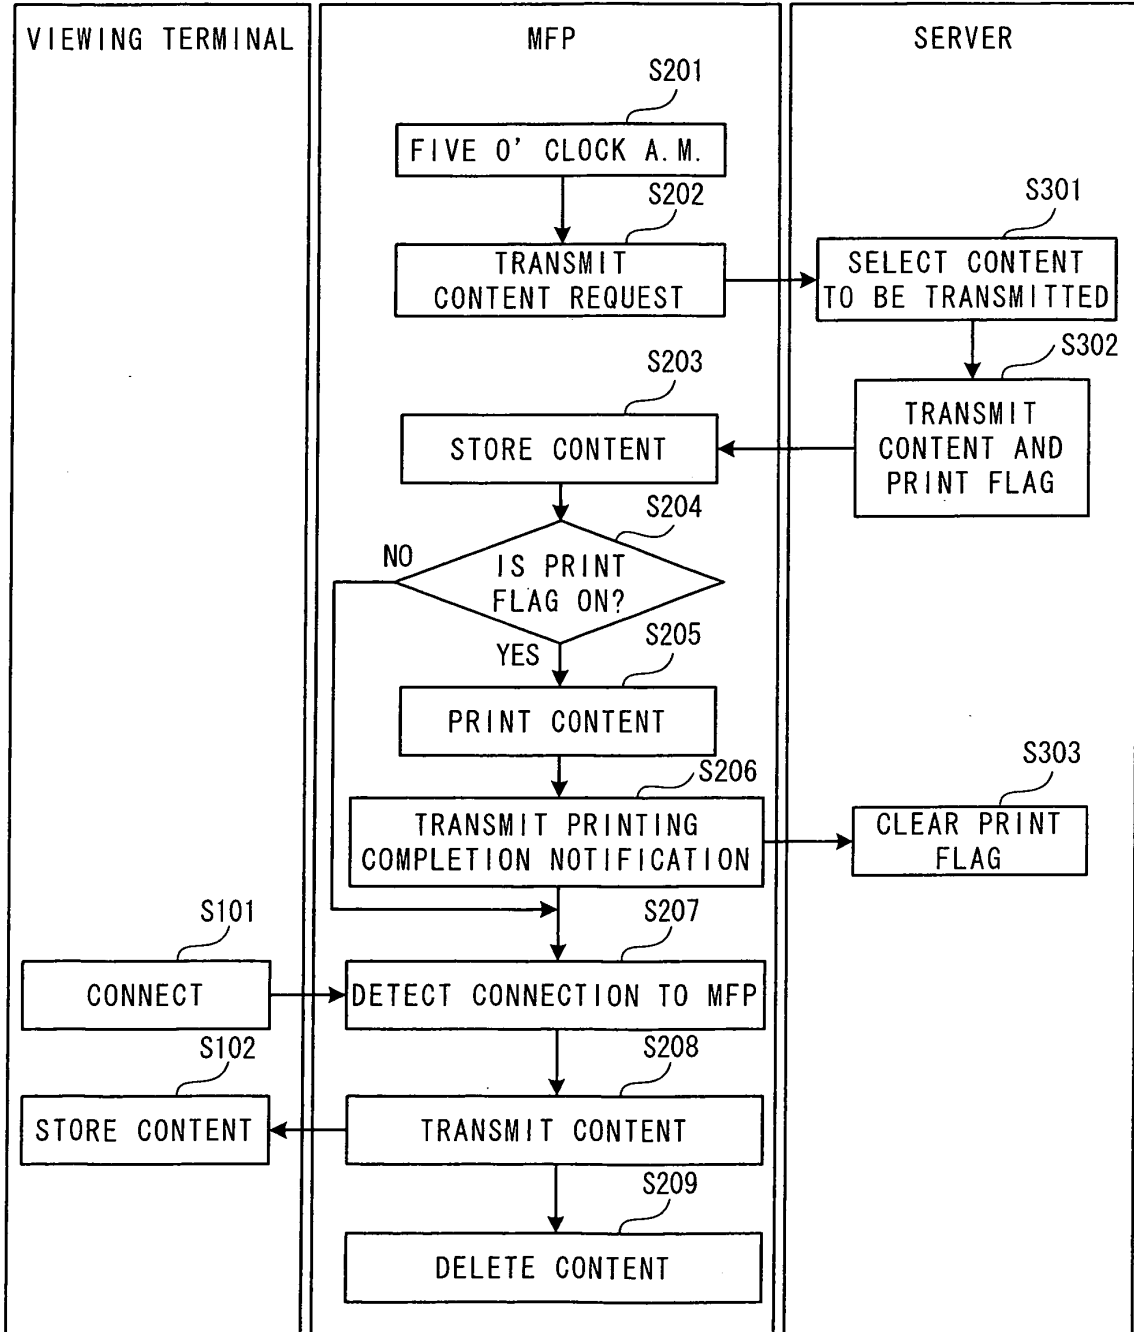 VIEWING TERMINAL
MFP
SERVER
S201
FIVE O' CLOCK A.M.
S202
TRANSMIT
CONTENT REQUEST
S301
SELECT CONTENT
TO BE TRANSMITTED
S302
TRANSMIT
CONTENT AND
PRINT FLAG
S203
STORE CONTENT
S204
IS PRINT
FLAG ON?
NO
YES
S205
PRINT CONTENT
S206
TRANSMIT PRINTING
COMPLETION NOTIFICATION
S303
CLEAR PRINT
FLAG
S101
CONNECT
S207
DETECT CONNECTION TO MFP
S102
STORE CONTENT
S208
TRANSMIT CONTENT
S209
DELETE CONTENT